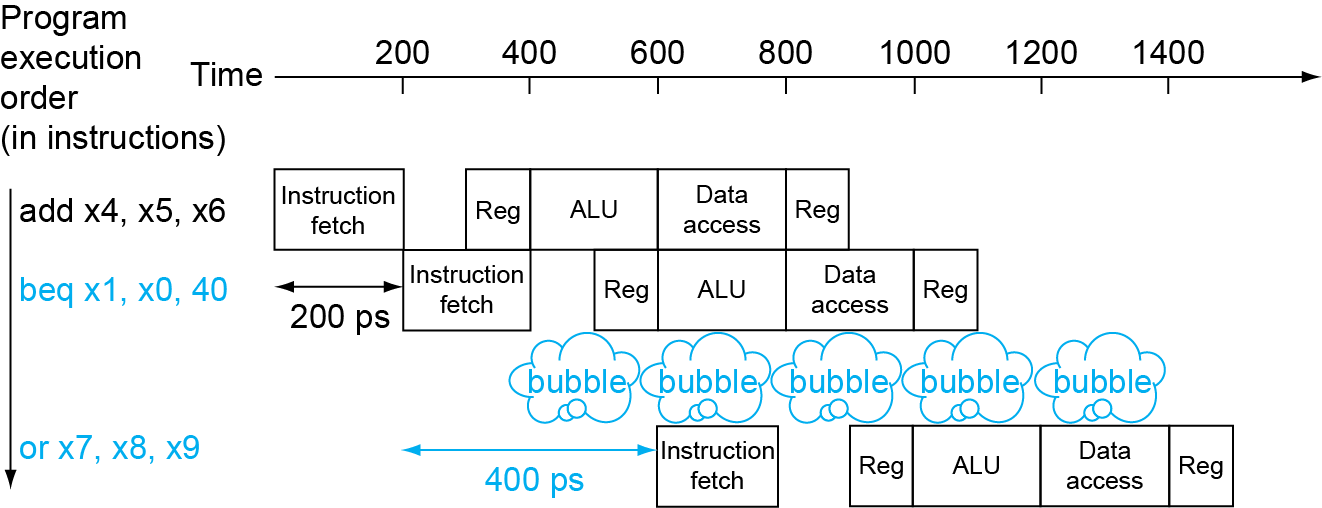 Program
execution
order
(in instructions)
Time
200 400 600 800 1000 1200 1400
add x4, x5, x6
Instruction
fetch
Reg
ALU
Data
access
Reg
beq x1, x0, 40
200 ps
Instruction
fetch
Reg
ALU
Data
access
Reg
bubble bubble bubble bubble bubble
or x7, x8, x9
400 ps
Instruction
fetch
Reg
ALU
Data
access
Reg